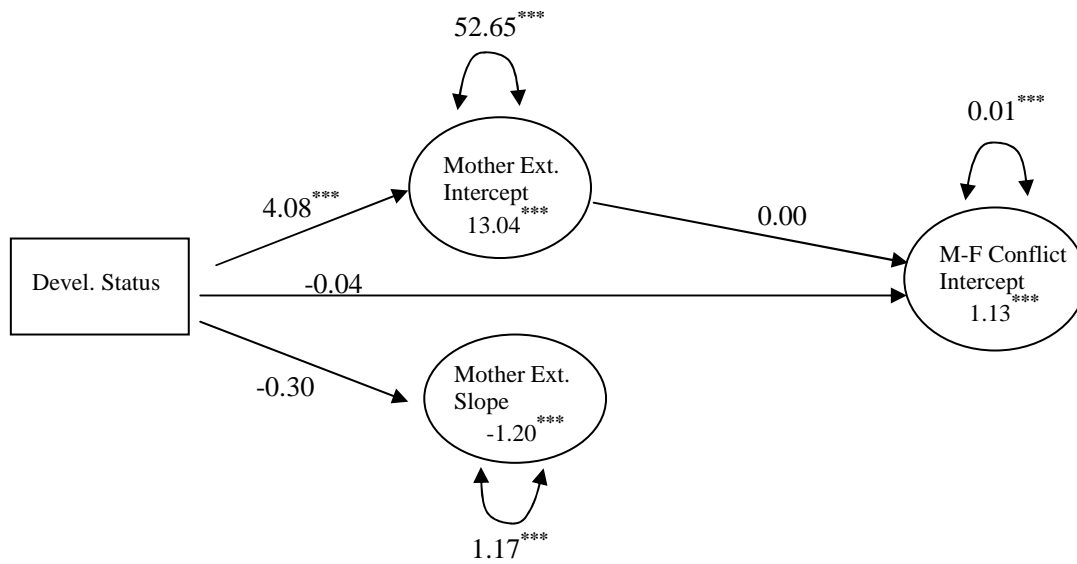 52.65***
0.01***
Mother Ext.
Intercept
13.04***
4.08***
0.00
M-F Conflict
Intercept
1.13***
Devel. Status
-0.04
Mother Ext.
Slope
-1.20***
-0.30
1.17***